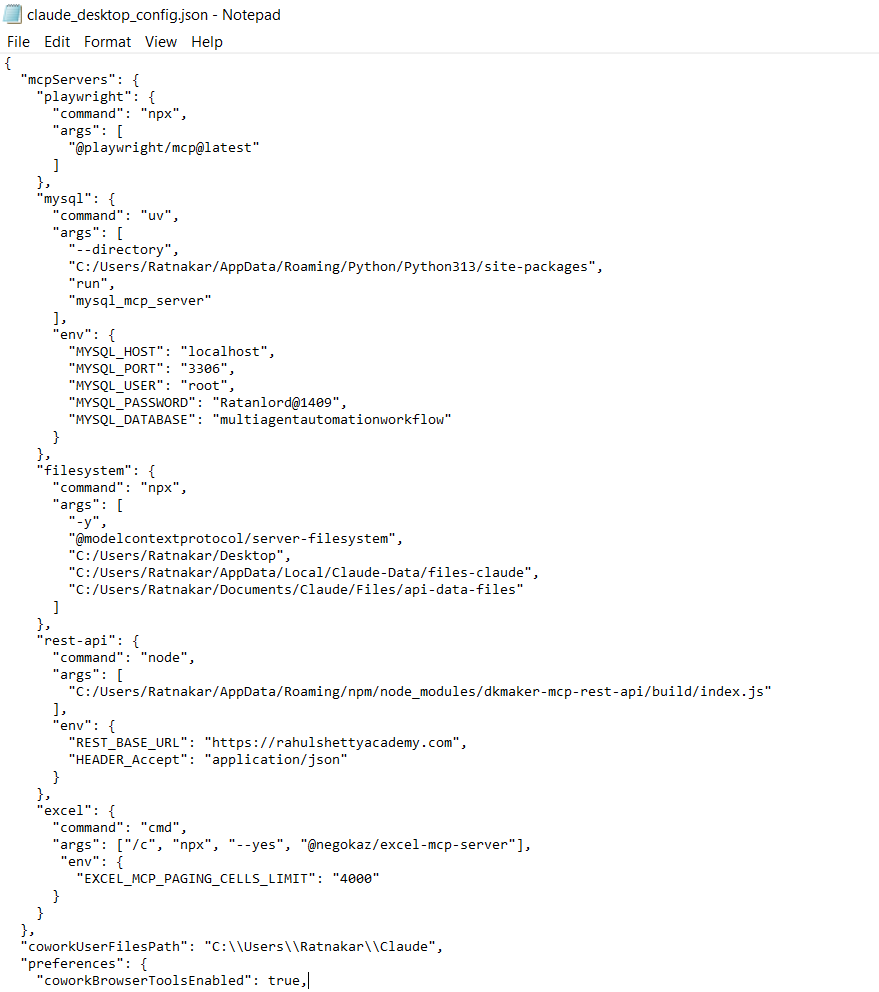 claude_desktop_config.json - Notepad
File Edit Format View Help
{
  "mcpServers": {
    "playwright": {
      "command": "npx",
      "args": [
        "@playwright/mcp@latest"
      ]
    },
    "mysql": {
      "command": "uv",
      "args": [
        "--directory",
        "C:/Users/Ratnakar/AppData/Roaming/Python/Python313/site-packages",
        "run",
        "mysql_mcp_server"
      ],
      "env": {
        "MYSQL_HOST": "localhost",
        "MYSQL_PORT": "3306",
        "MYSQL_USER": "root",
        "MYSQL_PASSWORD": "Ratanlord@1409",
        "MYSQL_DATABASE": "multiagentautomationworkflow"
      }
    },
    "filesystem": {
      "command": "npx",
      "args": [
        "-y",
        "@modelcontextprotocol/server-filesystem",
        "C:/Users/Ratnakar/Desktop",
        "C:/Users/Ratnakar/AppData/Local/Claude-Data/files-claude",
        "C:/Users/Ratnakar/Documents/Claude/Files/api-data-files"
      ]
    },
    "rest-api": {
      "command": "node",
      "args": [
        "C:/Users/Ratnakar/AppData/Roaming/npm/node_modules/dkmaker-mcp-rest-api/build/index.js"
      ],
      "env": {
        "REST_BASE_URL": "https://rahulshettyacademy.com",
        "HEADER_Accept": "application/json"
      }
    },
    "excel": {
      "command": "cmd",
      "args": ["/c", "npx", "--yes", "@negokaz/excel-mcp-server"],
       "env": {
         "EXCEL_MCP_PAGING_CELLS_LIMIT": "4000"
      }
    }
  },
  "coworkUserFilesPath": "C:\\Users\\Ratnakar\\Claude",
  "preferences": {
    "coworkBrowserToolsEnabled": true,